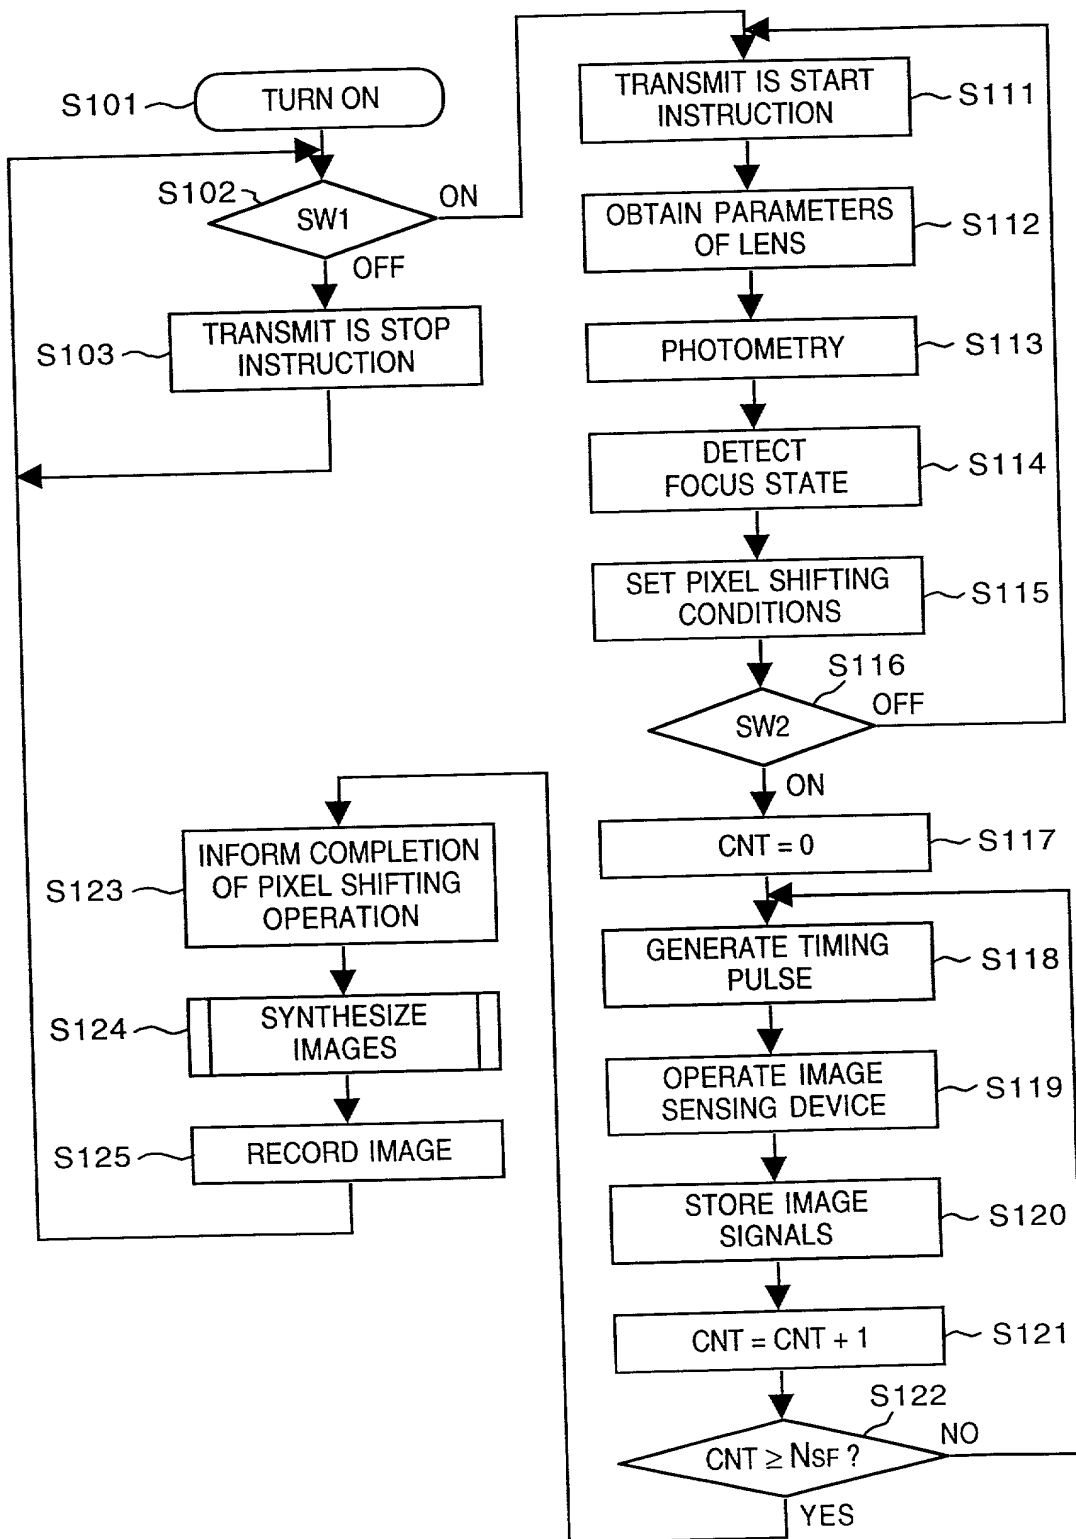 S101
TURN ON
S102
SW1
ON
OFF
S103
TRANSMIT IS STOP
INSTRUCTION
TRANSMIT IS START
INSTRUCTION
S111
OBTAIN PARAMETERS
OF LENS
S112
PHOTOMETRY
S113
DETECT
FOCUS STATE
S114
SET PIXEL SHIFTING
CONDITIONS
S115
S116
SW2
OFF
ON
CNT = 0
S117
GENERATE TIMING
PULSE
S118
OPERATE IMAGE
SENSING DEVICE
S119
STORE IMAGE
SIGNALS
S120
CNT = CNT + 1
S121
S122
CNT ≥ NSF ?
NO
YES
S123
INFORM COMPLETION
OF PIXEL SHIFTING
OPERATION
S124
SYNTHESIZE
IMAGES
S125
RECORD IMAGE